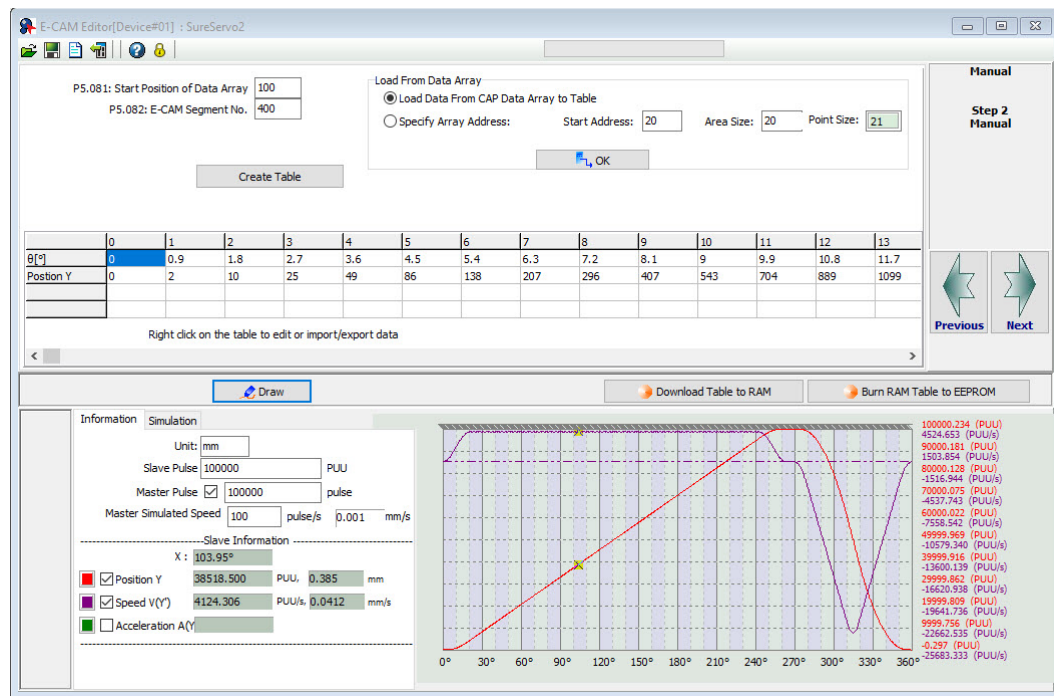 E-CAM Editor[Device#01] : SureServo2
P5.081: Start Position of Data Array 100
P5.082: E-CAM Segment No. 400
Create Table
Load From Data Array
Load Data From CAP Data Array to Table
Specify Array Address: Start Address: 20 Area Size: 20 Point Size: 21
OK
Manual
Step 2
Manual
0 1 2 3 4 5 6 7 8 9 10 11 12 13
θ[°] 0 0.9 1.8 2.7 3.6 4.5 5.4 6.3 7.2 8.1 9 9.9 10.8 11.7
Postion Y 0 2 10 25 49 86 138 207 296 407 543 704 889 1099
Right click on the table to edit or import/export data
Previous Next
Draw Download Table to RAM Burn RAM Table to EEPROM
Information Simulation
Unit: mm
Slave Pulse 100000 PUU
Master Pulse 100000 pulse
Master Simulated Speed 100 pulse/s 0.001 mm/s
Slave Information
X : 103.95°
Position Y 38518.500 PUU, 0.385 mm
Speed V(Y') 4124.306 PUU/s, 0.0412 mm/s
Acceleration A(Y
100000.234 (PUU)
4524.653 (PUU/s)
90000.181 (PUU)
1503.854 (PUU/s)
80000.128 (PUU)
-1516.944 (PUU/s)
70000.075 (PUU)
-4537.743 (PUU/s)
60000.022 (PUU)
-7558.542 (PUU/s)
49999.969 (PUU)
-10579.340 (PUU/s)
39999.916 (PUU)
-13600.139 (PUU/s)
29999.862 (PUU)
-16620.938 (PUU/s)
19999.809 (PUU)
-19641.736 (PUU/s)
9999.756 (PUU)
-22662.535 (PUU/s)
-0.297 (PUU)
-25683.333 (PUU/s)
0° 30° 60° 90° 120° 150° 180° 210° 240° 270° 300° 330° 360°